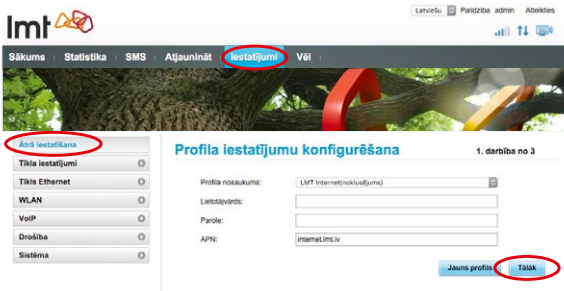 Latviešu Palīdzība admin Atteikties
lmt
Sākums Statistika SMS Atjaunināt Iestatījumi Vēl
Ātrā iestatīšana
Tīkla iestatījumi
Tīkls Ethernet
WLAN
VoIP
Drošība
Sistēma
Profila iestatījumu konfigurēšana 1. darbība no 3
Profila nosaukums: LMT Internet(noklusējums)
Lietotājvārds:
Parole:
APN: internet.lmt.lv
Jauns profils Tālāk